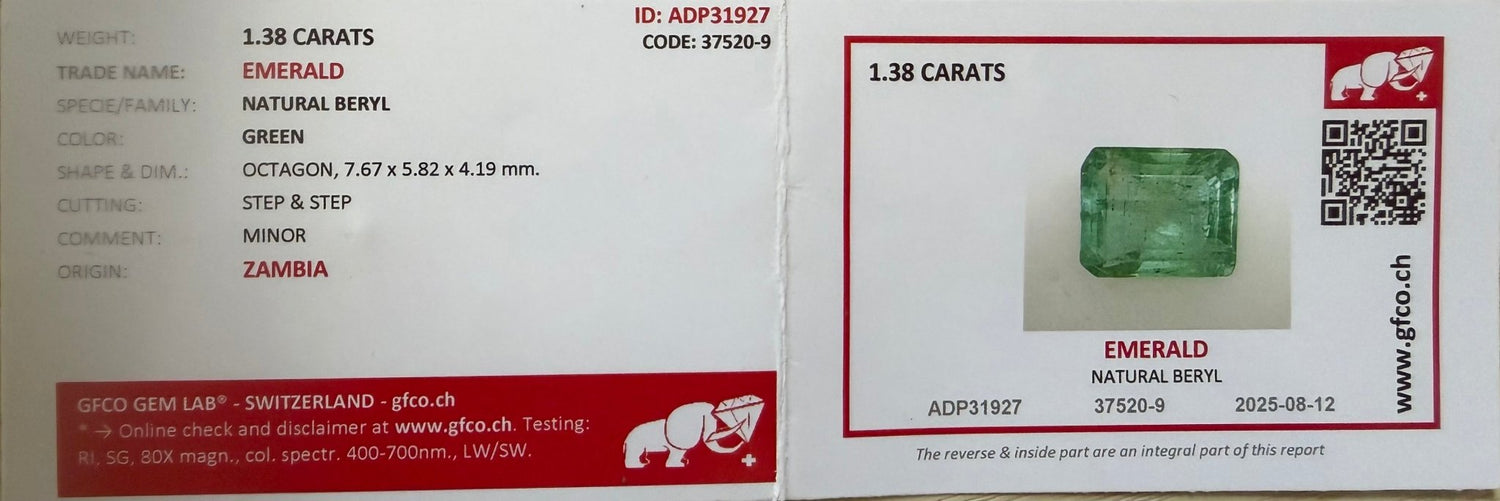 ID: ADP31927
CODE: 37520-9
WEIGHT: 1.38 CARATS
TRADE NAME: EMERALD
SPECIE/FAMILY: NATURAL BERYL
COLOR: GREEN
SHAPE & DIM.: OCTAGON, 7.67 x 5.82 x 4.19 mm.
CUTTING: STEP & STEP
COMMENT: MINOR
ORIGIN: ZAMBIA
GFCO GEM LAB® - SWITZERLAND - gfco.ch
* → Online check and disclaimer at www.gfco.ch. Testing:
RI, SG, 80X magn., col. spectr. 400-700nm., LW/SW.
1.38 CARATS
www.gfco.ch
EMERALD
NATURAL BERYL
ADP31927 37520-9 2025-08-12
The reverse & inside part are an integral part of this report